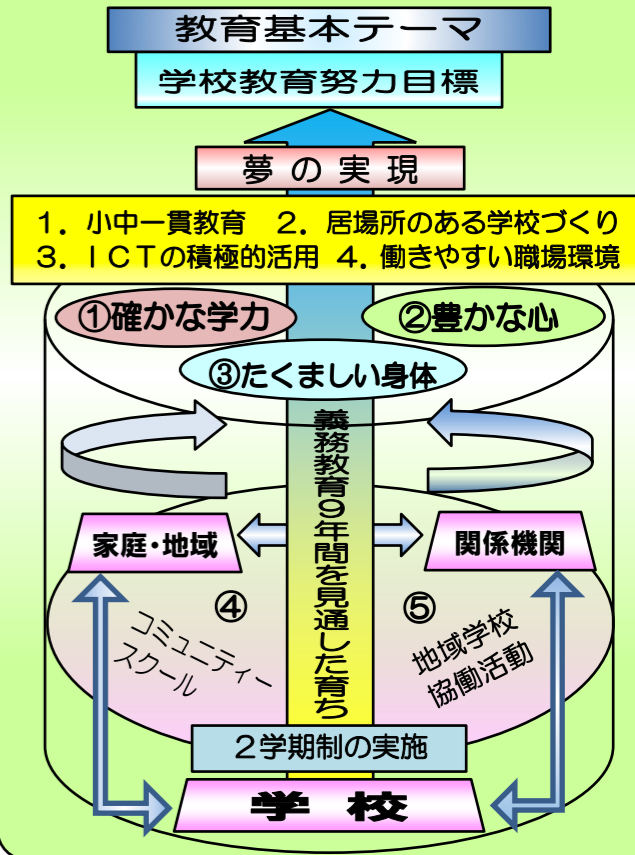 教育基本テーマ
学校教育努力目標
夢の実現
1．小中一貫教育　2．居場所のある学校づくり
3．ＩＣＴの積極的活用 4．働きやすい職場環境
①確かな学力
②豊かな心
③たくましい身体
義務教育9年間を見通した育ち
家庭・地域
関係機関
④
コミュニティー
スクール
⑤
地域学校
協働活動
2学期制の実施
学校